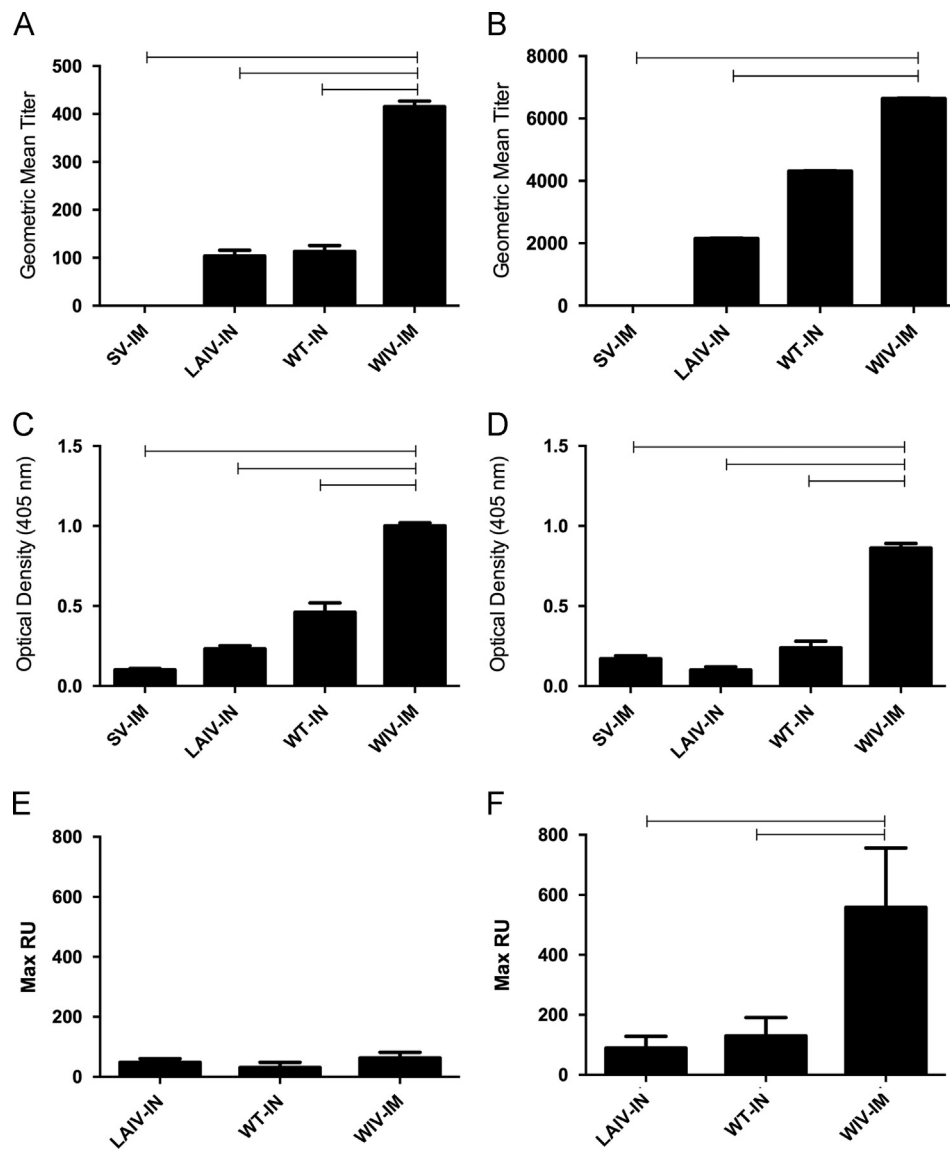 A
Geometric Mean Titer
500
400
300
200
100
0
SV-IM
LAIV-IN
WT-IN
WIV-IM
B
Geometric Mean Titer
8000
6000
4000
2000
0
SV-IM
LAIV-IN
WT-IN
WIV-IM
C
Optical Density (405 nm)
1.5
1.0
0.5
0.0
SV-IM
LAIV-IN
WT-IN
WIV-IM
D
Optical Density (405 nm)
1.5
1.0
0.5
0.0
SV-IM
LAIV-IN
WT-IN
WIV-IM
E
Max RU
800
600
400
200
0
LAIV-IN
WT-IN
WIV-IM
F
Max RU
800
600
400
200
0
LAIV-IN
WT-IN
WIV-IM